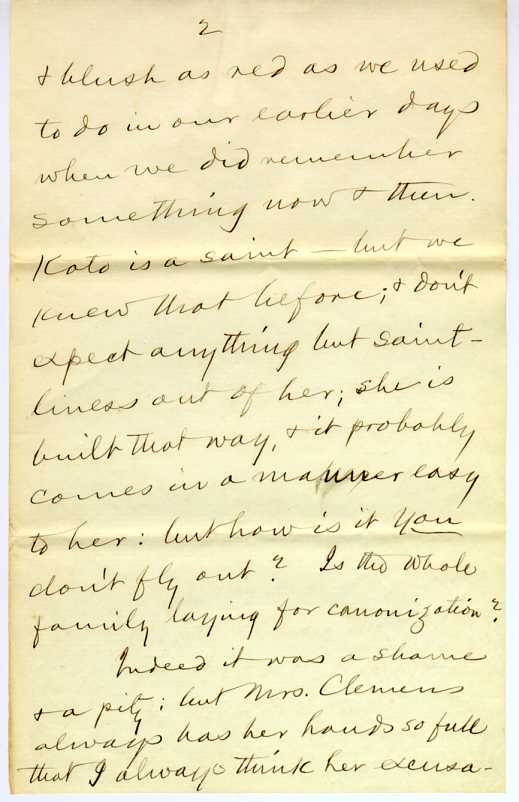 2
& blush as red as we used
to do in our earlier days
when we did remember
something now & then.
Kato is a saint — but we
knew that before; & don't
expect anything but saint-
liness out of her; she is
built that way, & it probably
comes in a manner easy
to her: but how is it you
don't fly out? Is the whole
family laying for canonization?
Indeed it was a shame
& a pity; but Mrs. Clemens
always has her hands so full
that I always think her excusa-